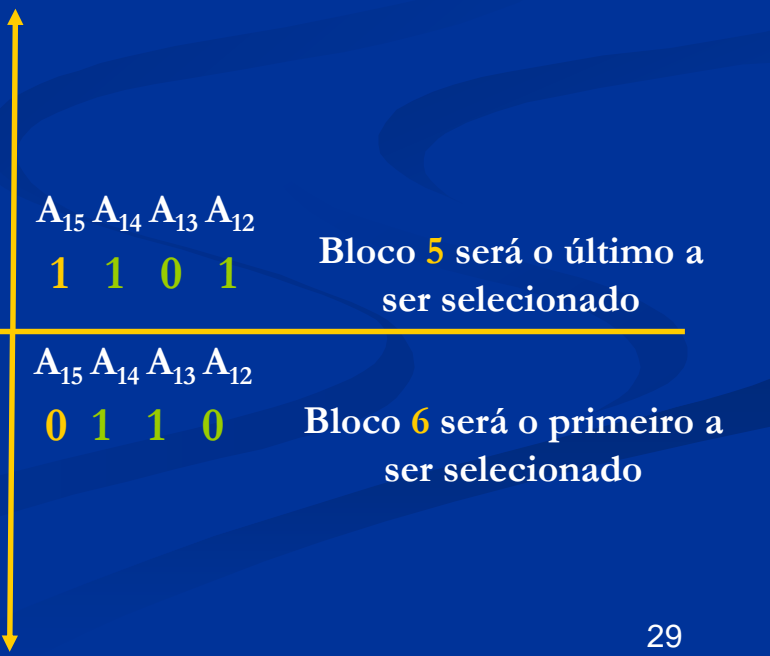 A₁₅ A₁₄ A₁₃ A₁₂
1 1 0 1
Bloco 5 será o último a
ser selecionado
A₁₅ A₁₄ A₁₃ A₁₂
0 1 1 0
Bloco 6 será o primeiro a
ser selecionado
29